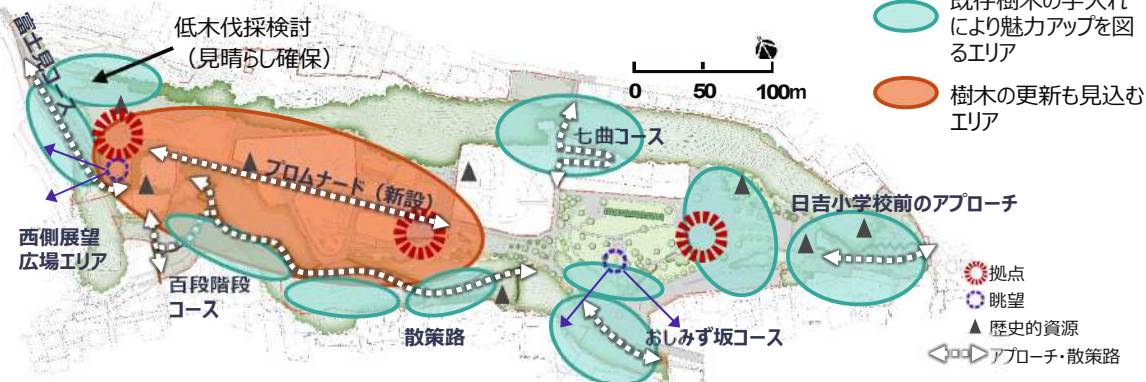 既存樹木の手入れ
により魅力アップを図
るエリア
樹木の更新も見込む
エリア
低木伐採検討
（見晴らし確保）
富士見コース
0 50 100m
七曲コース
プロムナード（新設）
日吉小学校前のアプローチ
西側展望
広場エリア
百段階段
コース
散策路
おしみず坂コース
拠点
眺望
歴史的資源
アプローチ・散策路